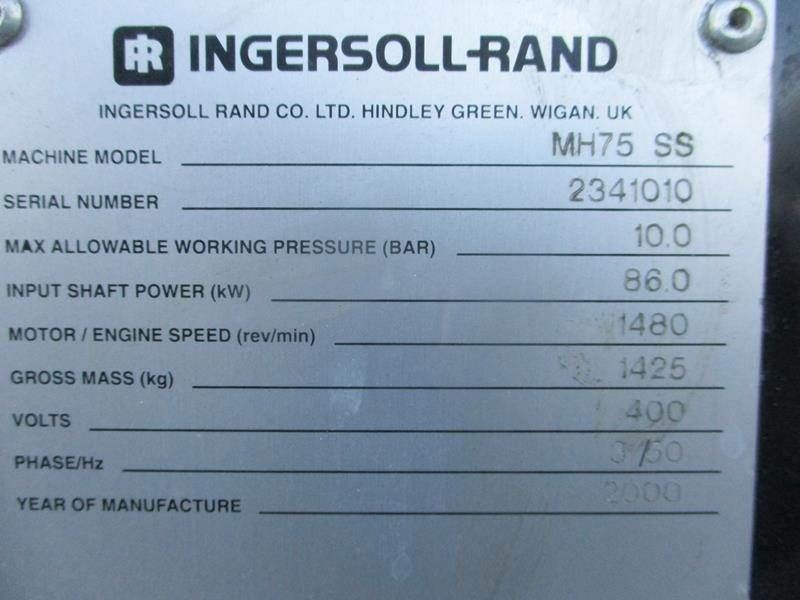 IR INGERSOLL-RAND
INGERSOLL RAND CO. LTD. HINDLEY GREEN. WIGAN. UK
MACHINE MODEL MH75 SS
SERIAL NUMBER 2341010
MAX ALLOWABLE WORKING PRESSURE (BAR) 10.0
INPUT SHAFT POWER (kW) 86.0
MOTOR / ENGINE SPEED (rev/min) 1480
GROSS MASS (kg) 1425
VOLTS 400
PHASE/Hz 3/50
YEAR OF MANUFACTURE 2000